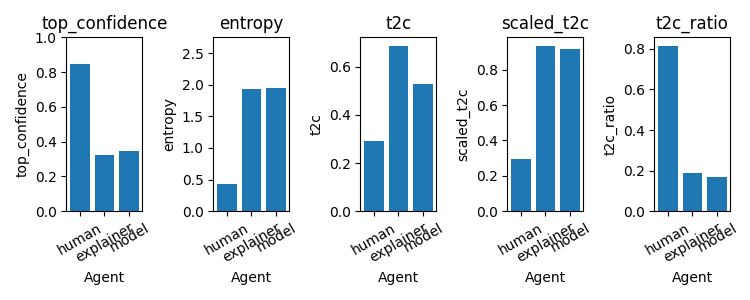 top_confidence
top_confidence
1.0
0.8
0.6
0.4
0.2
0.0
human
explainer
model
Agent
entropy
entropy
2.5
2.0
1.5
1.0
0.5
0.0
human
explainer
model
Agent
t2c
t2c
0.6
0.4
0.2
0.0
human
explainer
model
Agent
scaled_t2c
scaled_t2c
0.8
0.6
0.4
0.2
0.0
human
explainer
model
Agent
t2c_ratio
t2c_ratio
0.8
0.6
0.4
0.2
0.0
human
explainer
model
Agent